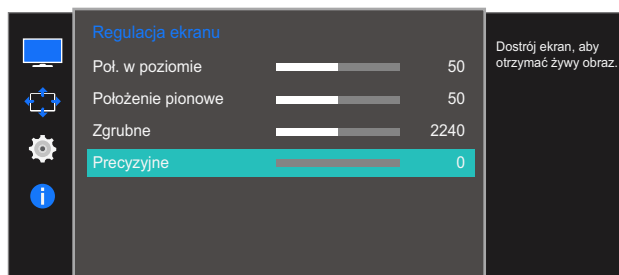 Regulacja ekranu
Poł. w poziomie 50
Położenie pionowe 50
Zgrubne 2240
Precyzyjne 0
Dostrój ekran, aby
otrzymać żywy obraz.